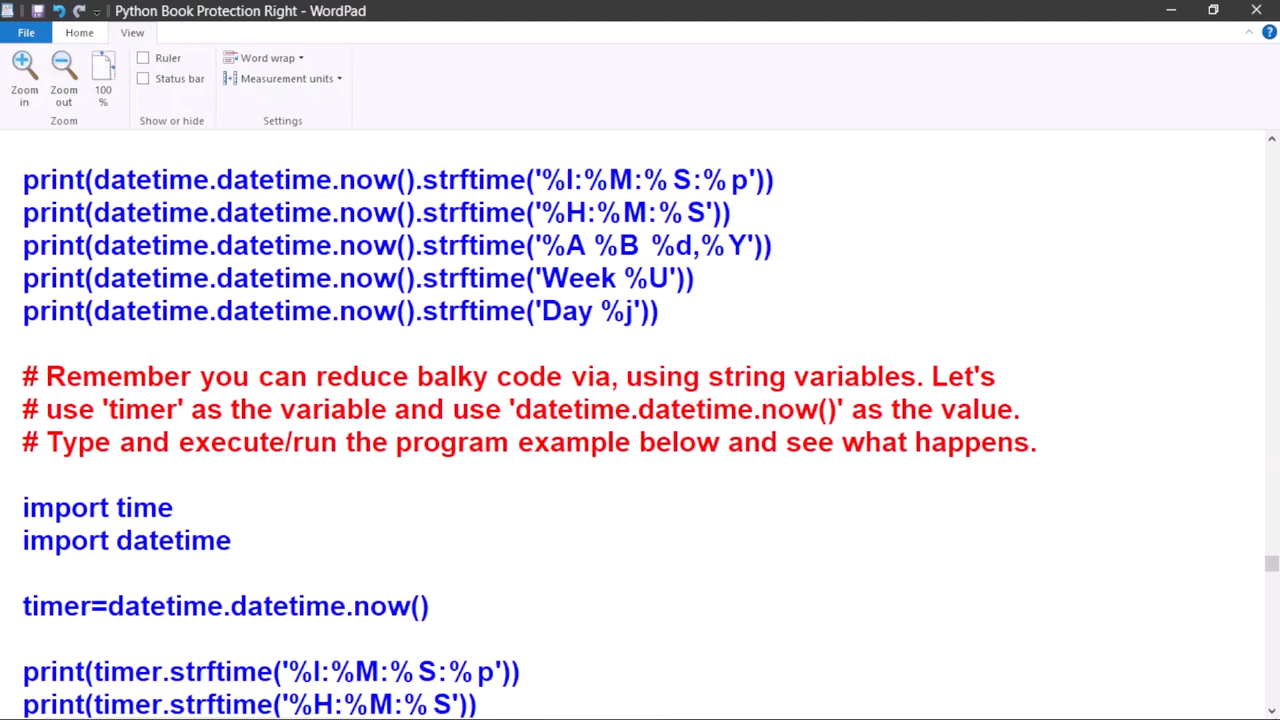 Python Book Protection Right - WordPad
File Home View
Zoom in
Zoom out
100 %
Ruler
Status bar
Word wrap
Measurement units
Zoom
Show or hide
Settings
print(datetime.datetime.now().strftime('%I:%M:% S:% p'))
print(datetime.datetime.now().strftime('%H:%M:% S'))
print(datetime.datetime.now().strftime('%A %B  %d,% Y'))
print(datetime.datetime.now().strftime('Week %U'))
print(datetime.datetime.now().strftime('Day %j'))
# Remember you can reduce balky code via, using string variables. Let's
# use 'timer' as the variable and use 'datetime.datetime.now()' as the value.
# Type and execute/run the program example below and see what happens.
import time
import datetime
timer=datetime.datetime.now()
print(timer.strftime('%I:%M:% S:% p'))
print(timer.strftime('%H:%M:% S'))